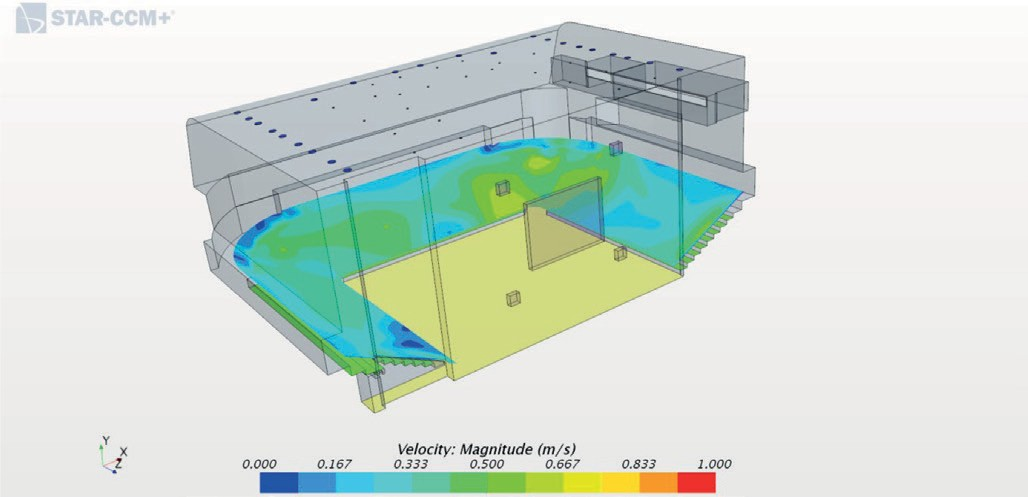 STAR-CCM+®
Y
X
Z
Velocity: Magnitude (m/s)
0.000 0.167 0.333 0.500 0.667 0.833 1.000